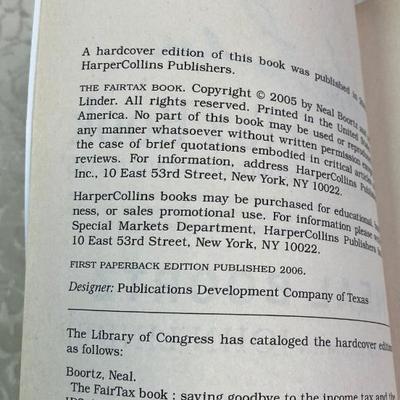 A hardcover edition of this book was published in
HarperCollins Publishers.
THE FAIRTAX BOOK. Copyright © 2005 by Neal Boortz
Linder. All rights reserved. Printed in the United
America. No part of this book may be used or
any manner whatsoever without written permission
the case of brief quotations embodied in critical
reviews. For information, address HarperCollins
Inc., 10 East 53rd Street, New York, NY 10022.
HarperCollins books may be purchased for educational,
ness, or sales promotional use. For information please
Special Markets Department, HarperCollins Publishers
10 East 53rd Street, New York, NY 10022.
FIRST PAPERBACK EDITION PUBLISHED 2006.
Designer: Publications Development Company of Texas
The Library of Congress has cataloged the hardcover
as follows:
Boortz, Neal.
The FairTax book : saying goodbye to the income tax and the